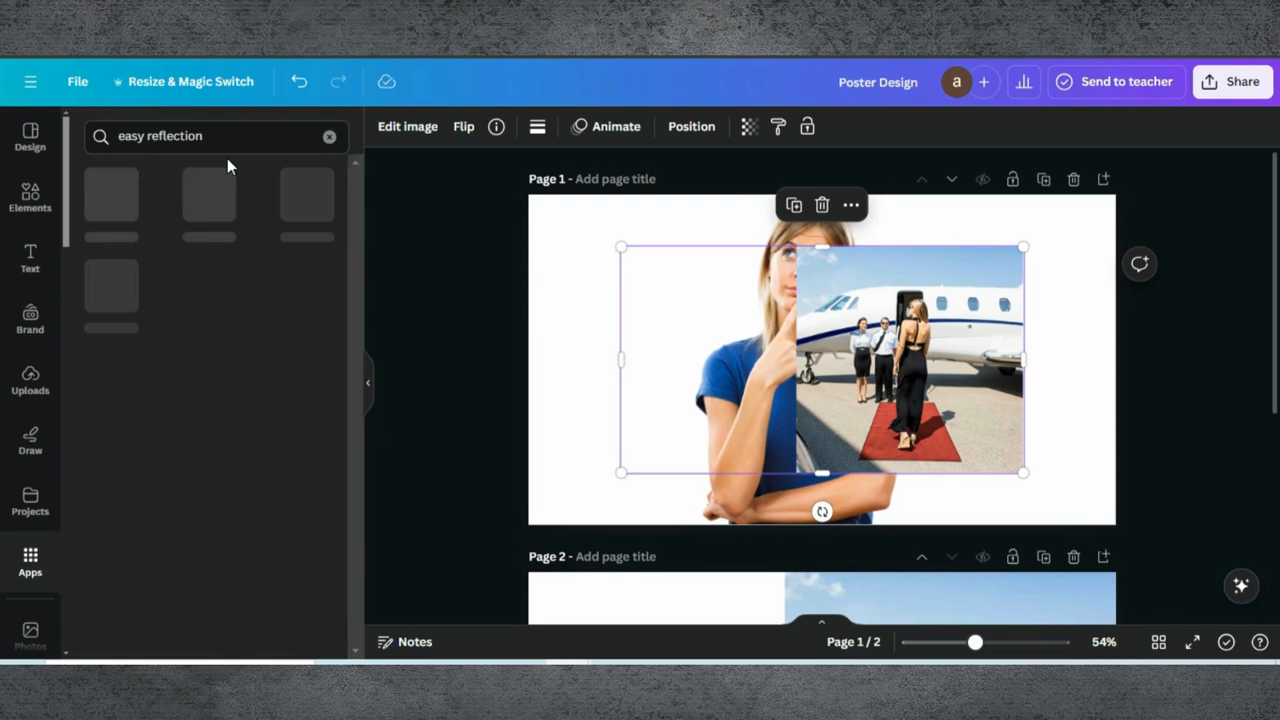 File
Resize & Magic Switch
Poster Design
a
Send to teacher
Share
easy reflection
Edit image
Flip
Animate
Position
Design
Elements
Text
Brand
Uploads
Draw
Projects
Apps
Photos
Page 1 - Add page title
Page 2 - Add page title
Notes
Page 1 / 2
54%